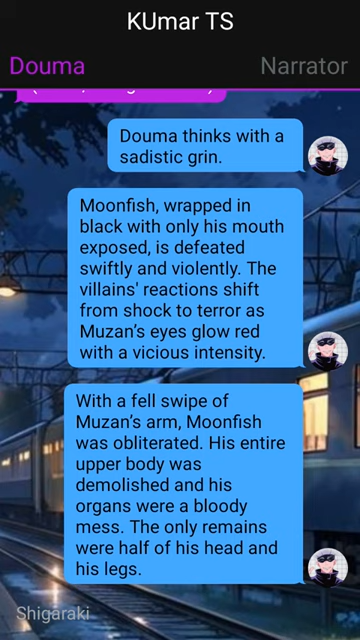 KUmar TS
Douma
Narrator
Douma thinks with a
sadistic grin.
Moonfish, wrapped in
black with only his mouth
exposed, is defeated
swiftly and violently. The
villains' reactions shift
from shock to terror as
Muzan’s eyes glow red
with a vicious intensity.
With a fell swipe of
Muzan’s arm, Moonfish
was obliterated. His entire
upper body was
demolished and his
organs were a bloody
mess. The only remains
were half of his head and
his legs.
Shigaraki